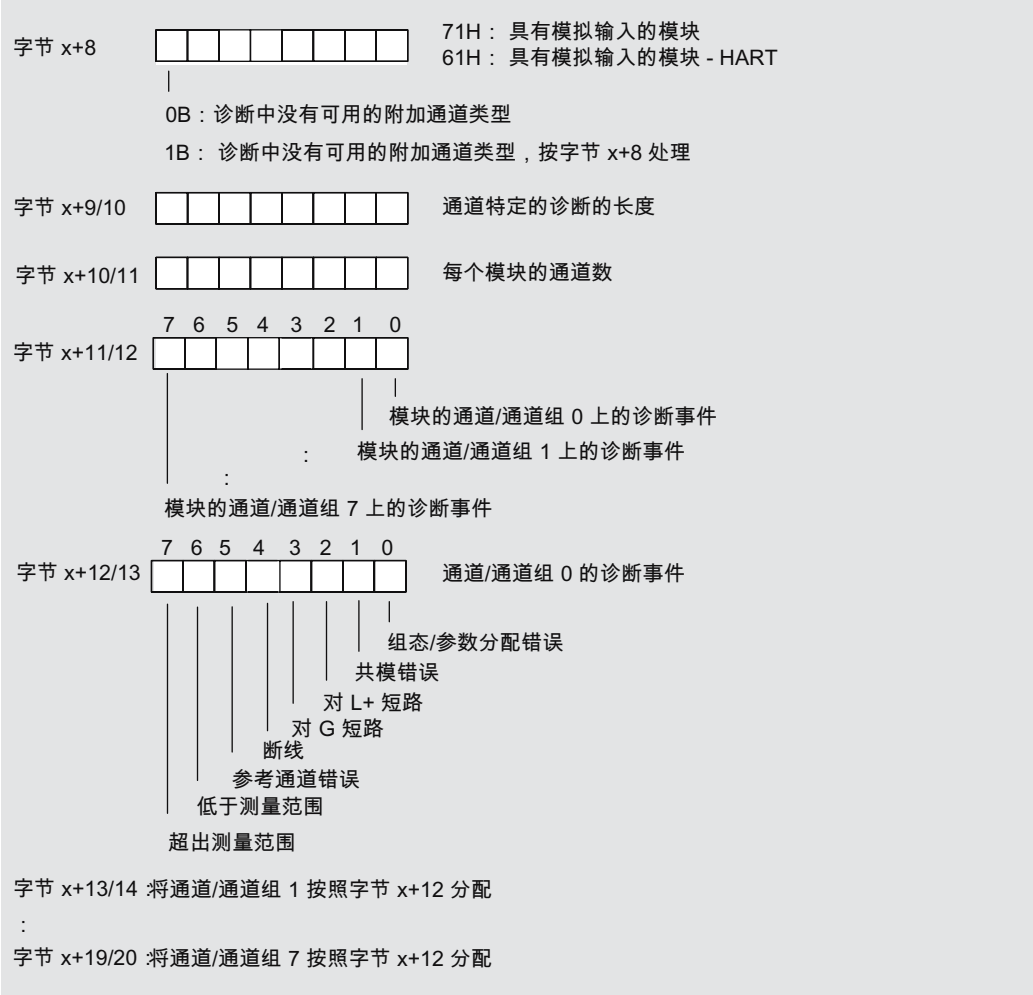 字节 x+8
71H： 具有模拟输入的模块
61H： 具有模拟输入的模块 - HART
0B：诊断中没有可用的附加通道类型
1B： 诊断中没有可用的附加通道类型，按字节 x+8 处理
字节 x+9/10 通道特定的诊断的长度
字节 x+10/11 每个模块的通道数
7 6 5 4 3 2 1 0
字节 x+11/12
模块的通道/通道组 0 上的诊断事件
: 模块的通道/通道组 1 上的诊断事件
:
模块的通道/通道组 7 上的诊断事件
7 6 5 4 3 2 1 0
字节 x+12/13 通道/通道组 0 的诊断事件
组态/参数分配错误
共模错误
对 L+ 短路
对 G 短路
断线
参考通道错误
低于测量范围
超出测量范围
字节 x+13/14 :将通道/通道组 1 按照字节 x+12 分配
:
字节 x+19/20 :将通道/通道组 7 按照字节 x+12 分配